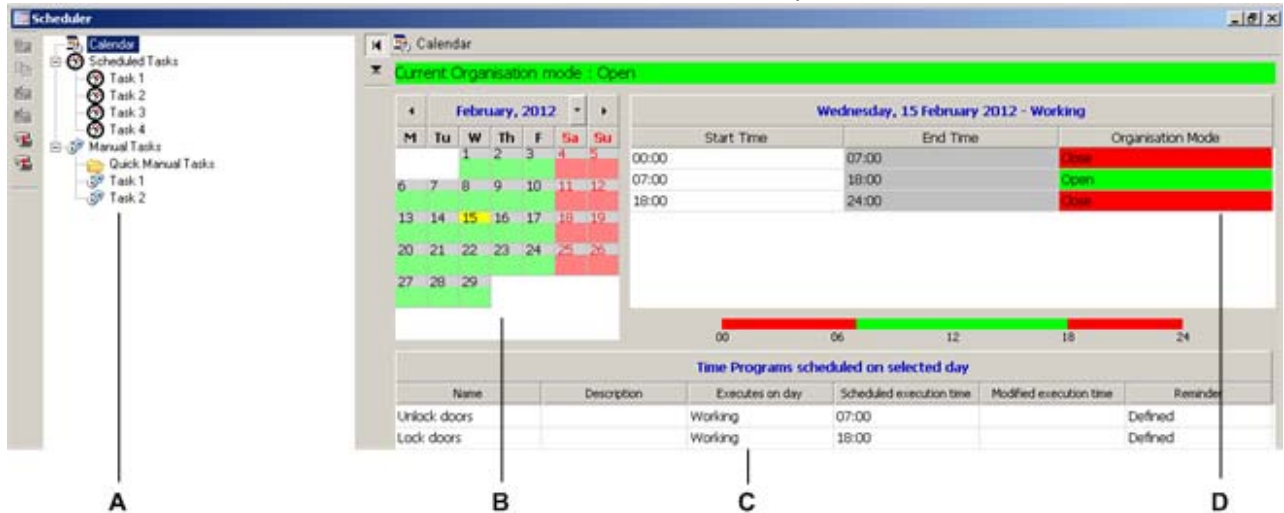 Scheduler
Calendar
Scheduled Tasks
Task 1
Task 2
Task 3
Task 4
Manual Tasks
Quick Manual Tasks
Task 1
Task 2
Calendar
Current Organisation mode : Open
February, 2012
M Tu W Th F Sa Su
1 2 3 4 5
6 7 8 9 10 11 12
13 14 15 16 17 18 19
20 21 22 23 24 25 26
27 28 29
Wednesday, 15 February 2012 - Working
Start Time End Time Organisation Mode
00:00 07:00 Close
07:00 18:00 Open
18:00 24:00 Close
00 06 12 18 24
Time Programs scheduled on selected day
Name Description Executes on day Scheduled execution time Modified execution time Reminder
Unlock doors Working 07:00 Defined
Lock doors Working 18:00 Defined
A B C D